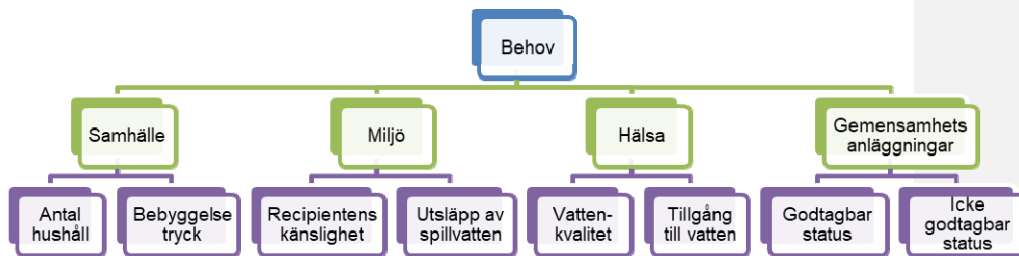 Behov
Samhälle
Miljö
Hälsa
Gemensamhets
anläggningar
Antal
hushåll
Bebyggelse
tryck
Recipientens
känslighet
Utsläpp av
spillvatten
Vatten-
kvalitet
Tillgång
till vatten
Godtagbar
status
Icke
godtagbar
status